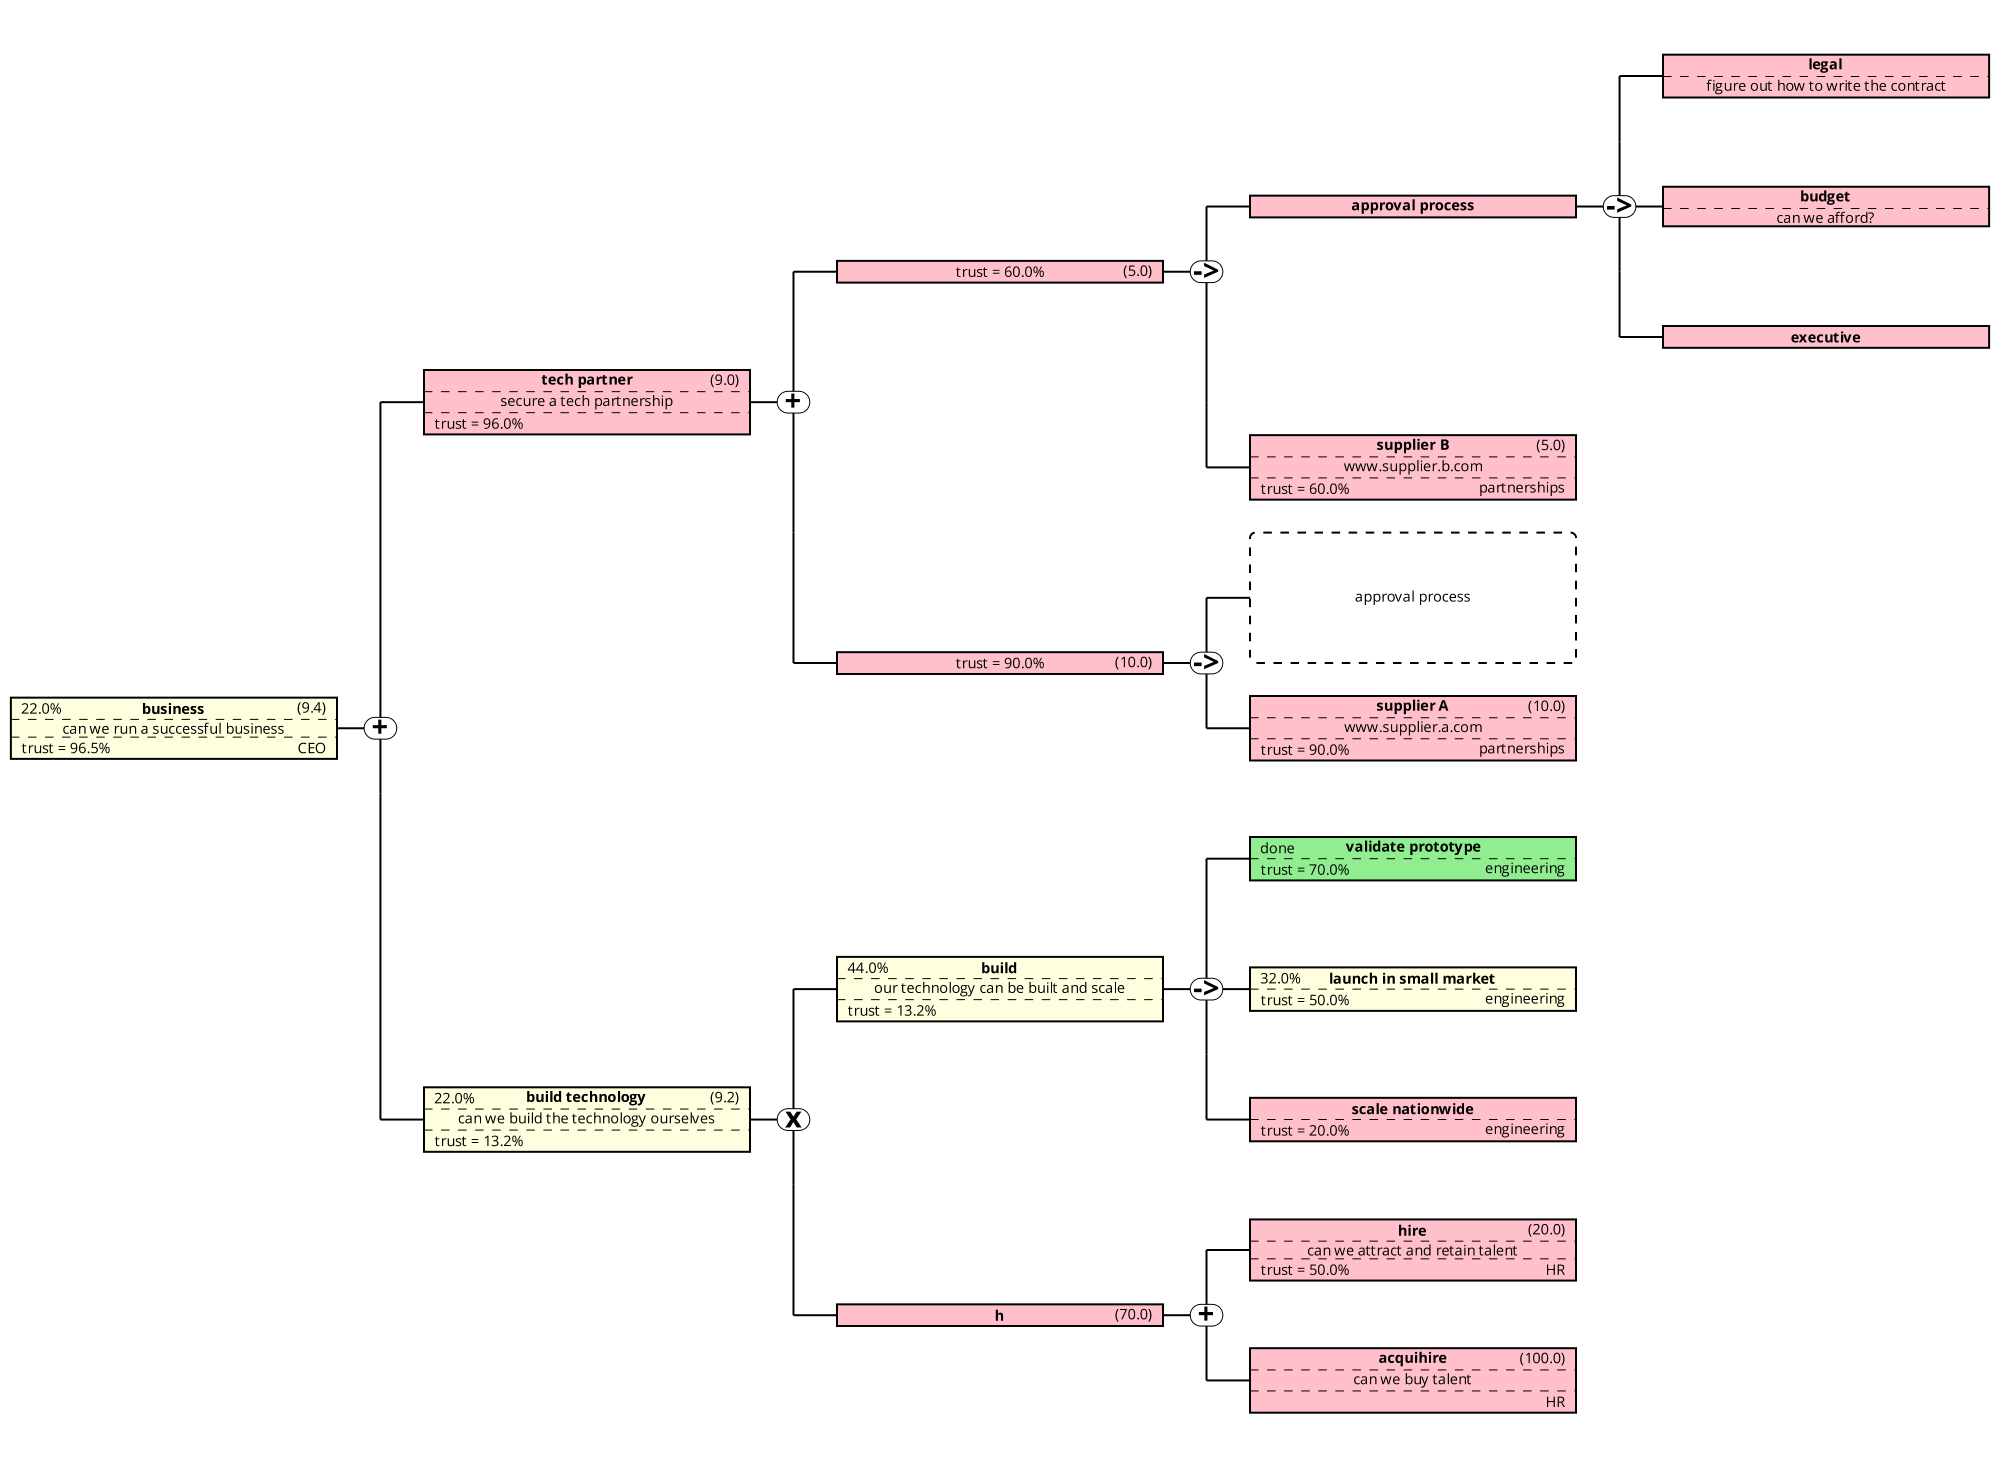 legal
figure out how to write the contract
budget
can we afford?
executive
approval process
->
trust = 60.0% (5.0)
->
tech partner (9.0)
secure a tech partnership
trust = 96.0%
+
supplier B (5.0)
www.supplier.b.com
trust = 60.0% partnerships
approval process
trust = 90.0% (10.0)
->
supplier A (10.0)
www.supplier.a.com
trust = 90.0% partnerships
22.0% business (9.4)
can we run a successful business
trust = 96.5% CEO
+
done validate prototype
trust = 70.0% engineering
44.0% build
our technology can be built and scale
trust = 13.2%
->
32.0% launch in small market
trust = 50.0% engineering
22.0% build technology (9.2)
can we build the technology ourselves
trust = 13.2%
x
scale nationwide
trust = 20.0% engineering
hire (20.0)
can we attract and retain talent
trust = 50.0% HR
h (70.0)
+
acquihire (100.0)
can we buy talent
HR